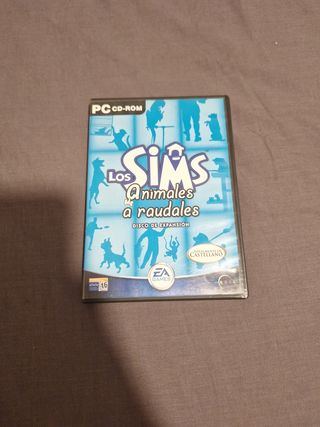 PC CD-ROM
Los SIMS
animales
a raudales
DISCO DE EXPANSIÓN
EA
GAMES
CASTELLANO
16